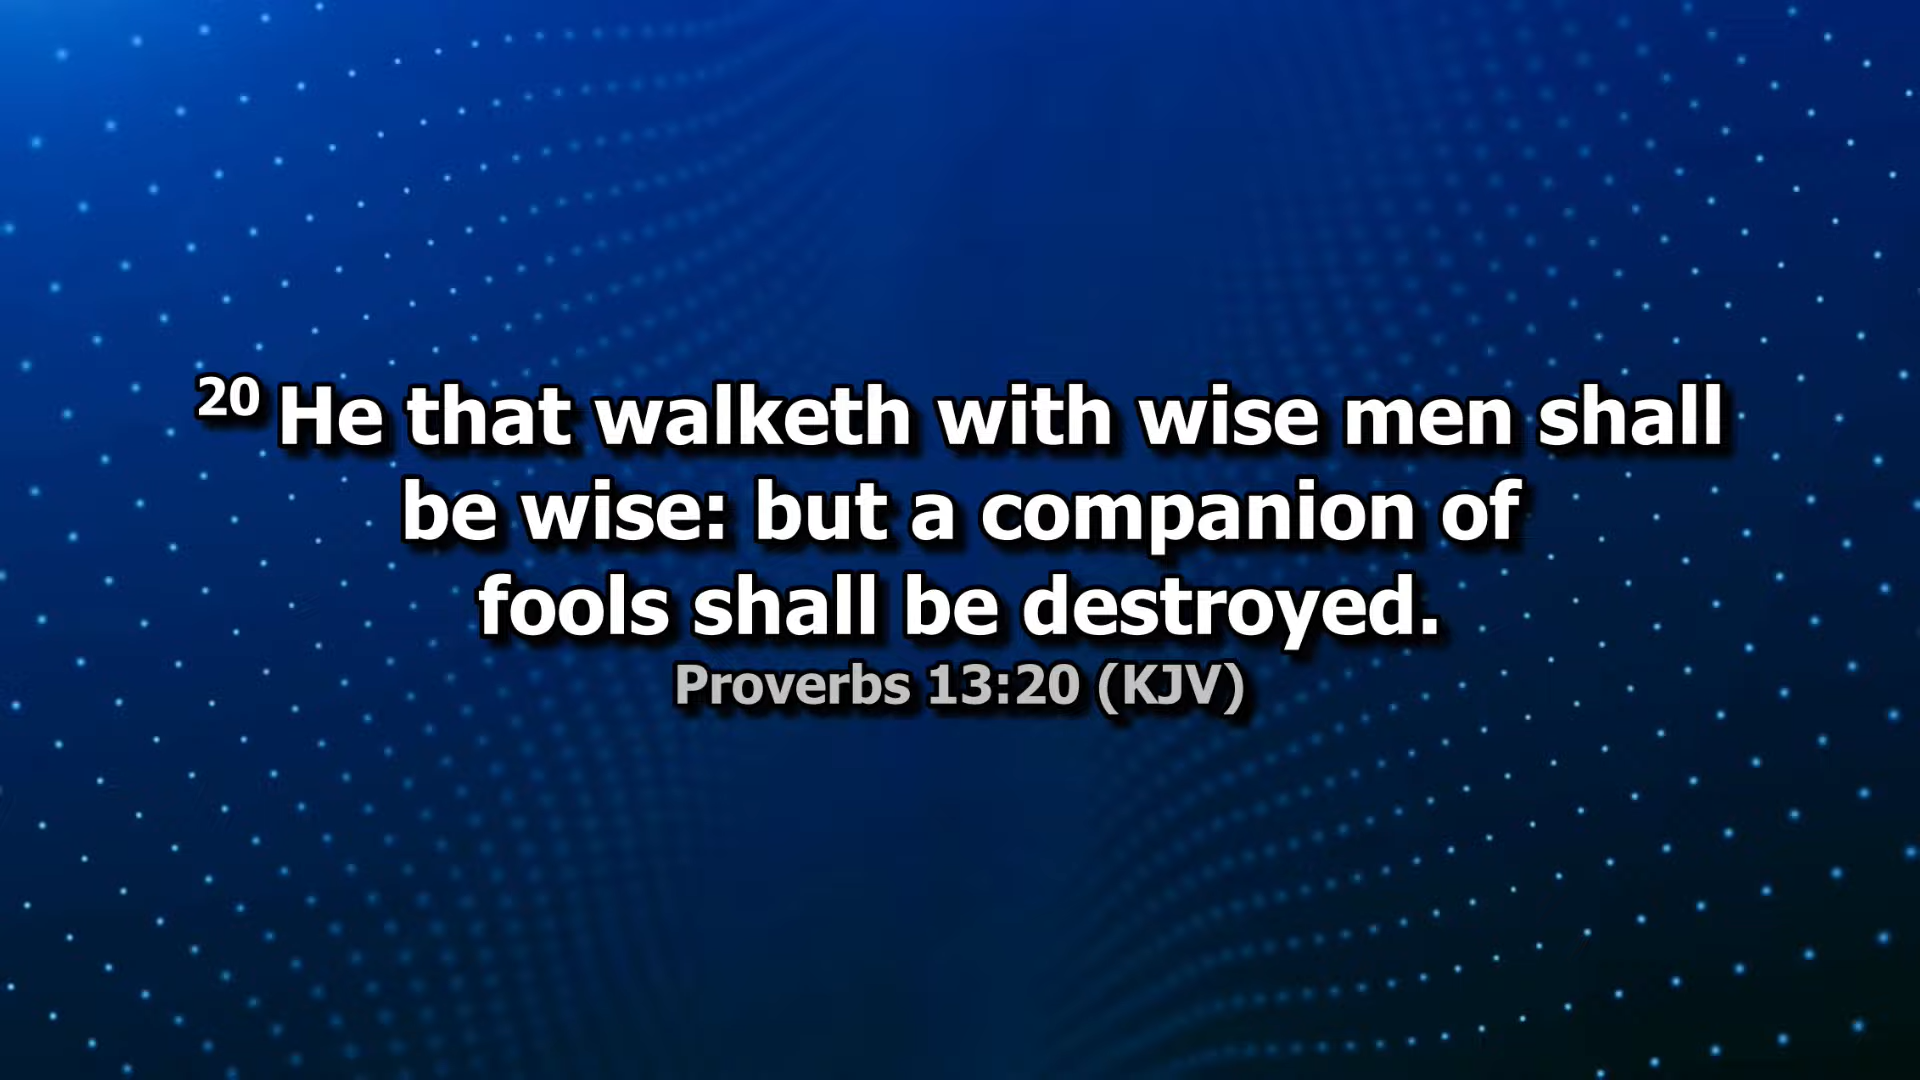 20 He that walketh with wise men shall
be wise: but a companion of
fools shall be destroyed.
Proverbs 13:20 (KJV)